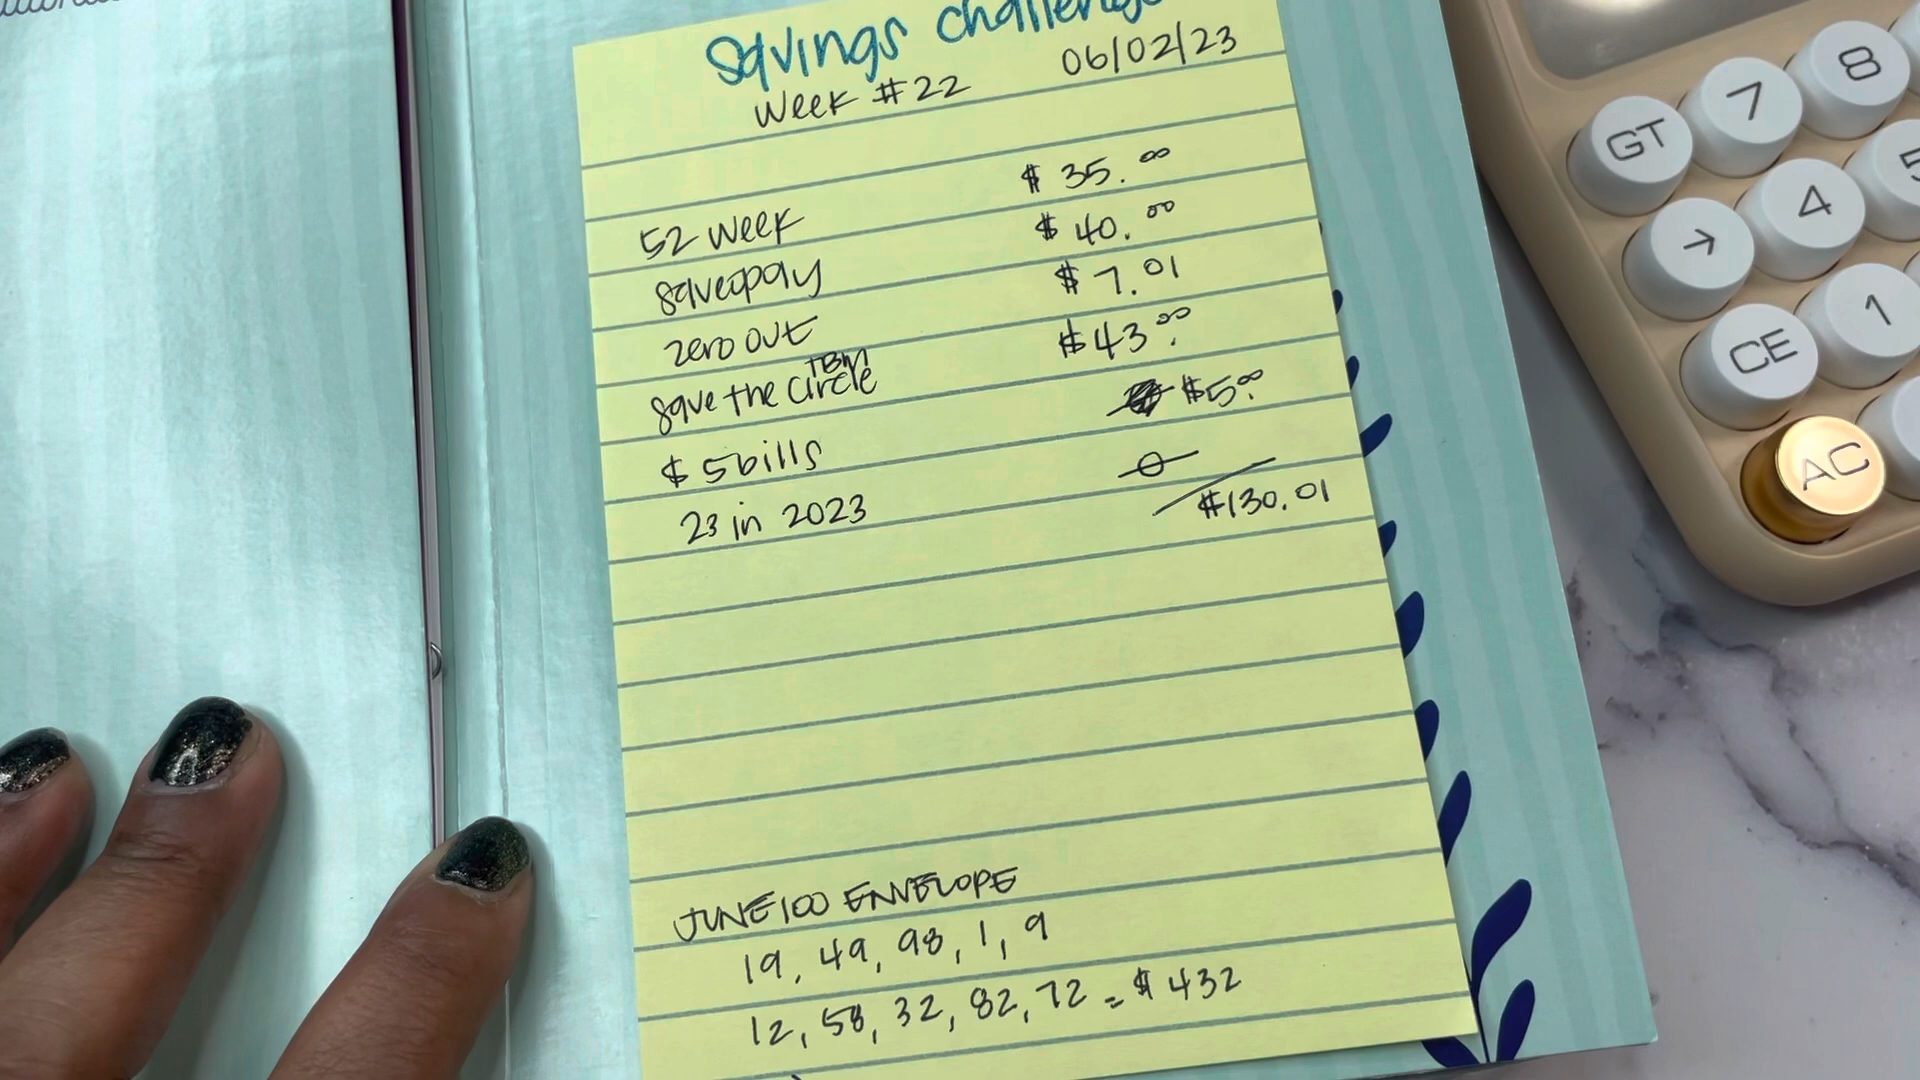 Savings challenge
Week #22 06/02/23
52 week $35.00
saveapay $40.00
zero out $7.01
TBM
save the circle $43.00
$5 bills $5.00
23 in 2023 0
$130.01
JUNE 100 ENVELOPE
19, 49, 98, 1, 9
12, 58, 32, 82, 72 = $432
GT 7 8
→ 4 5
CE 1
AC